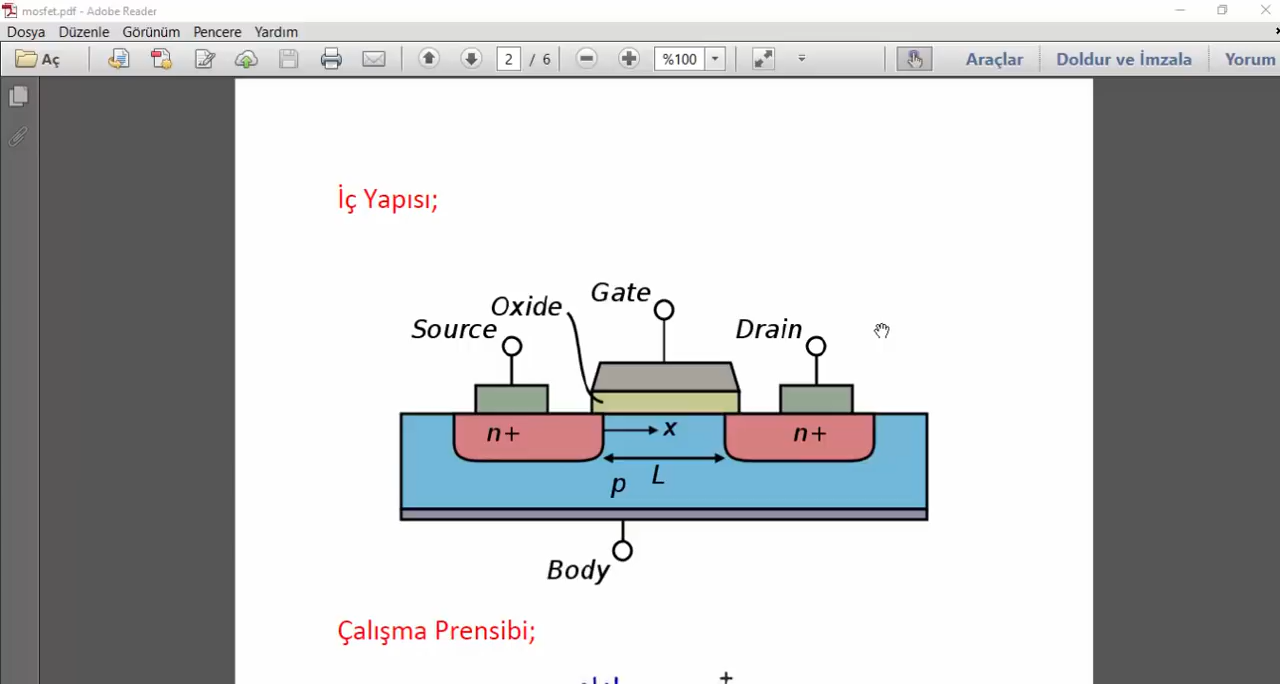 mosfet.pdf - Adobe Reader
Dosya Düzenle Görünüm Pencere Yardım
Aç 2 / 6 %100 Araçlar Doldur ve İmzala Yorum
İç Yapısı;
Gate
Oxide
Source Drain
n+ x n+
L
p
Body
Çalışma Prensibi;
+